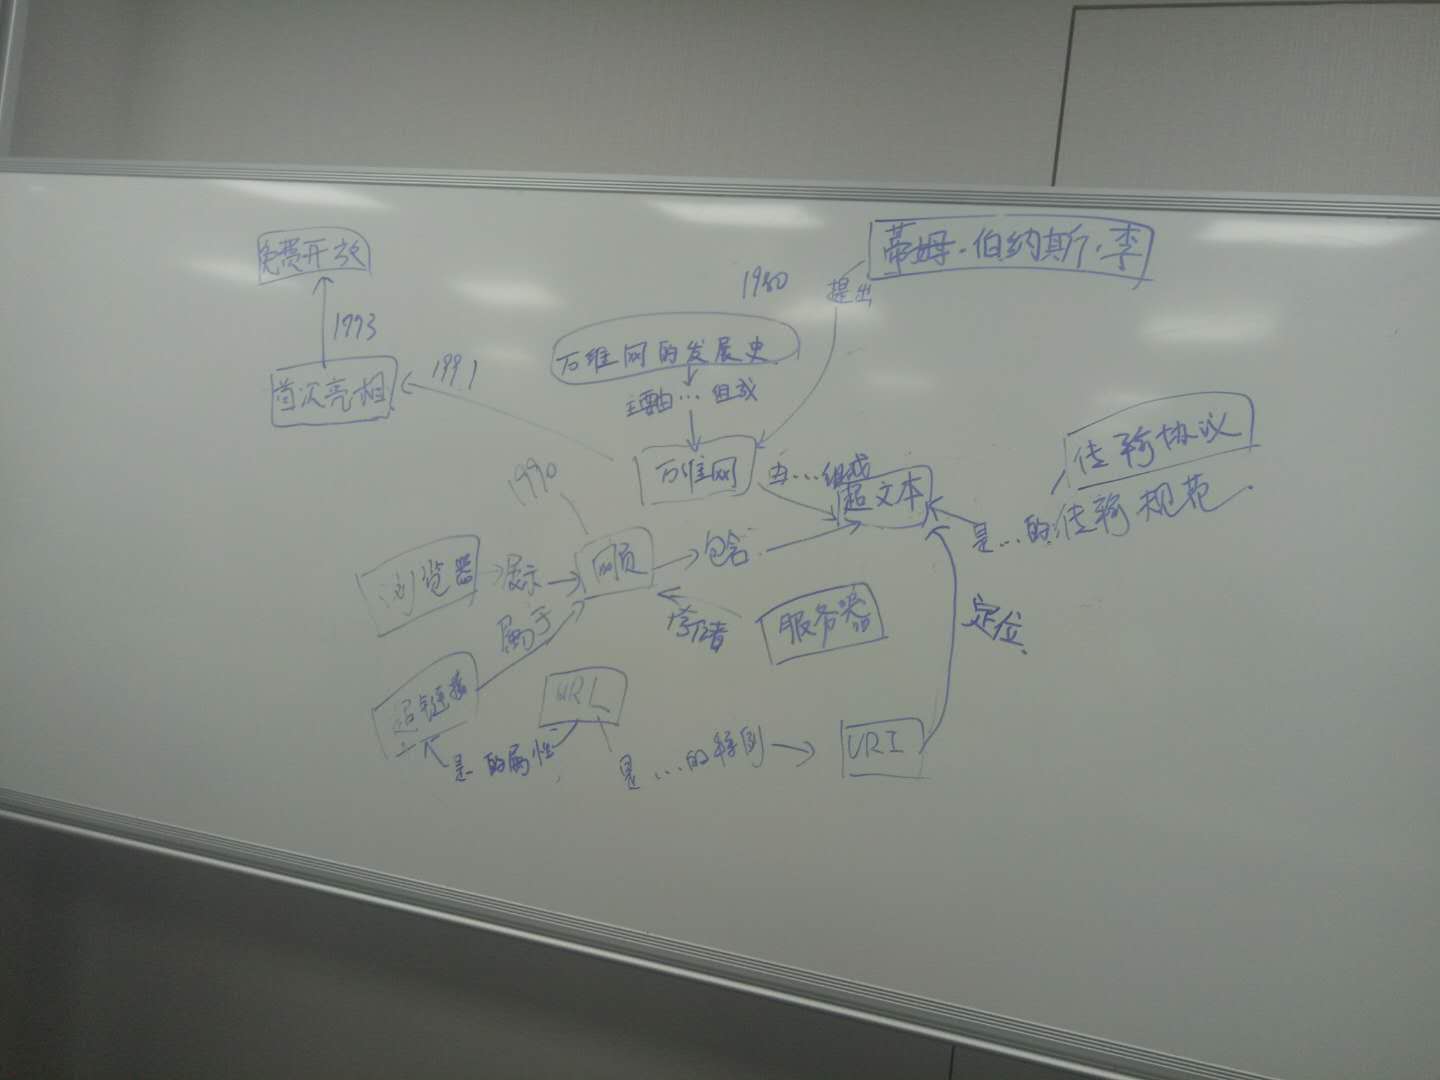 免费开放
1993
首次亮相
1991
蒂姆·伯纳斯·李
提出
1980
万维网的发展史
主要由…组成
万维网
由…组成
超文本
传输协议
是…的传输规范
1990
浏览器
展示
网页
包含
属于
存储者
服务器
定位
超链接
URL
是…的属性
是…的特例
URI